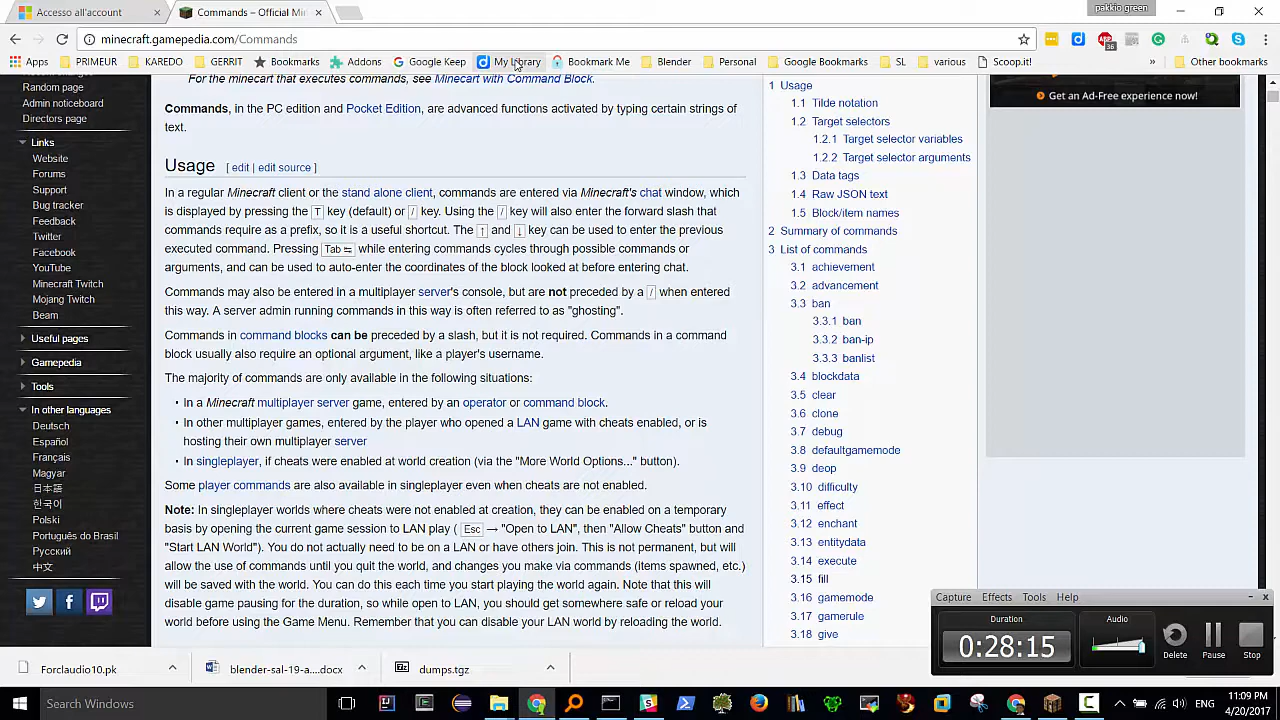 Accesso all'account
Commands – Official Min
pakkio green
minecraft.gamepedia.com/Commands
36
Apps PRIMEUR KAREDO GERRIT Bookmarks Addons Google Keep My Library Bookmark Me Blender Personal Google Bookmarks SL various Scoop.it! » Other bookmarks
Random page
Admin noticeboard
Directors page
Links
Website
Forums
Support
Bug tracker
Feedback
Twitter
Facebook
YouTube
Minecraft Twitch
Mojang Twitter
Beam
Useful pages
Gamepedia
Tools
In other languages
Deutsch
Español
Français
Magyar
日本語
한국어
Polski
Português do Brasil
Русский
中文
For the minecart that executes commands, see Minecart with Command Block.
Commands, in the PC edition and Pocket Edition, are advanced functions activated by typing certain strings of
text.
Usage [ edit | edit source ]
In a regular Minecraft client or the stand alone client, commands are entered via Minecraft's chat window, which
is displayed by pressing the T key (default) or / key. Using the / key will also enter the forward slash that
commands require as a prefix, so it is a useful shortcut. The ↑ and ↓ key can be used to enter the previous
executed command. Pressing Tab ↹ while entering commands cycles through possible commands or
arguments, and can be used to auto-enter the coordinates of the block looked at before entering chat.
Commands may also be entered in a multiplayer server's console, but are not preceded by a / when entered
this way. A server admin running commands in this way is often referred to as "ghosting".
Commands in command blocks can be preceded by a slash, but it is not required. Commands in a command
block usually also require an optional argument, like a player's username.
The majority of commands are only available in the following situations:
• In a Minecraft multiplayer server game, entered by an operator or command block.
• In other multiplayer games, entered by the player who opened a LAN game with cheats enabled, or is
hosting their own multiplayer server
• In singleplayer, if cheats were enabled at world creation (via the "More World Options..." button).
Some player commands are also available in singleplayer even when cheats are not enabled.
Note: In singleplayer worlds where cheats were not enabled at creation, they can be enabled on a temporary
basis by opening the current game session to LAN play ( Esc → "Open to LAN", then "Allow Cheats" button and
"Start LAN World"). You do not actually need to be on a LAN or have others join. This is not permanent, but will
allow the use of commands until you quit the world, and changes you make via commands (items spawned, etc.)
will be saved with the world. You can do this each time you start playing the world again. Note that this will
disable game pausing for the duration, so while open to LAN, you should get somewhere safe or reload your
world before using the Game Menu. Remember that you can disable your LAN world by reloading the world.
1 Usage
1.1 Tilde notation
1.2 Target selectors
1.2.1 Target selector variables
1.2.2 Target selector arguments
1.3 Data tags
1.4 Raw JSON text
1.5 Block/item names
2 Summary of commands
3 List of commands
3.1 achievement
3.2 advancement
3.3 ban
3.3.1 ban
3.3.2 ban-ip
3.3.3 banlist
3.4 blockdata
3.5 clear
3.6 clone
3.7 debug
3.8 defaultgamemode
3.9 deop
3.10 difficulty
3.11 effect
3.12 enchant
3.13 entitydata
3.14 execute
3.15 fill
3.16 gamemode
3.17 gamerule
3.18 give
Get an Ad-Free experience now!
Capture Effects Tools Help
Duration
0:28:15
Audio
Delete Pause Stop
Forclaudio10.pk
blender-sal-19-a....docx
dumps.tgz
Search Windows
ENG
11:09 PM
4/20/2017